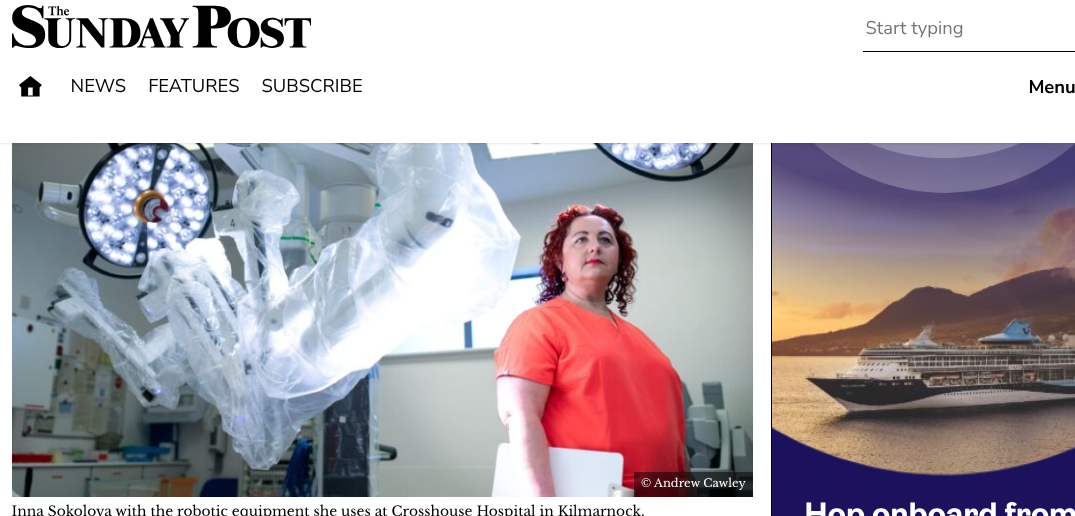 The
SUNDAY POST
Start typing
NEWS FEATURES SUBSCRIBE
Menu
4
© Andrew Cawley
Inna Sokolova with the robotic equipment she uses at Crosshouse Hospital in Kilmarnock.
Hop onboard from